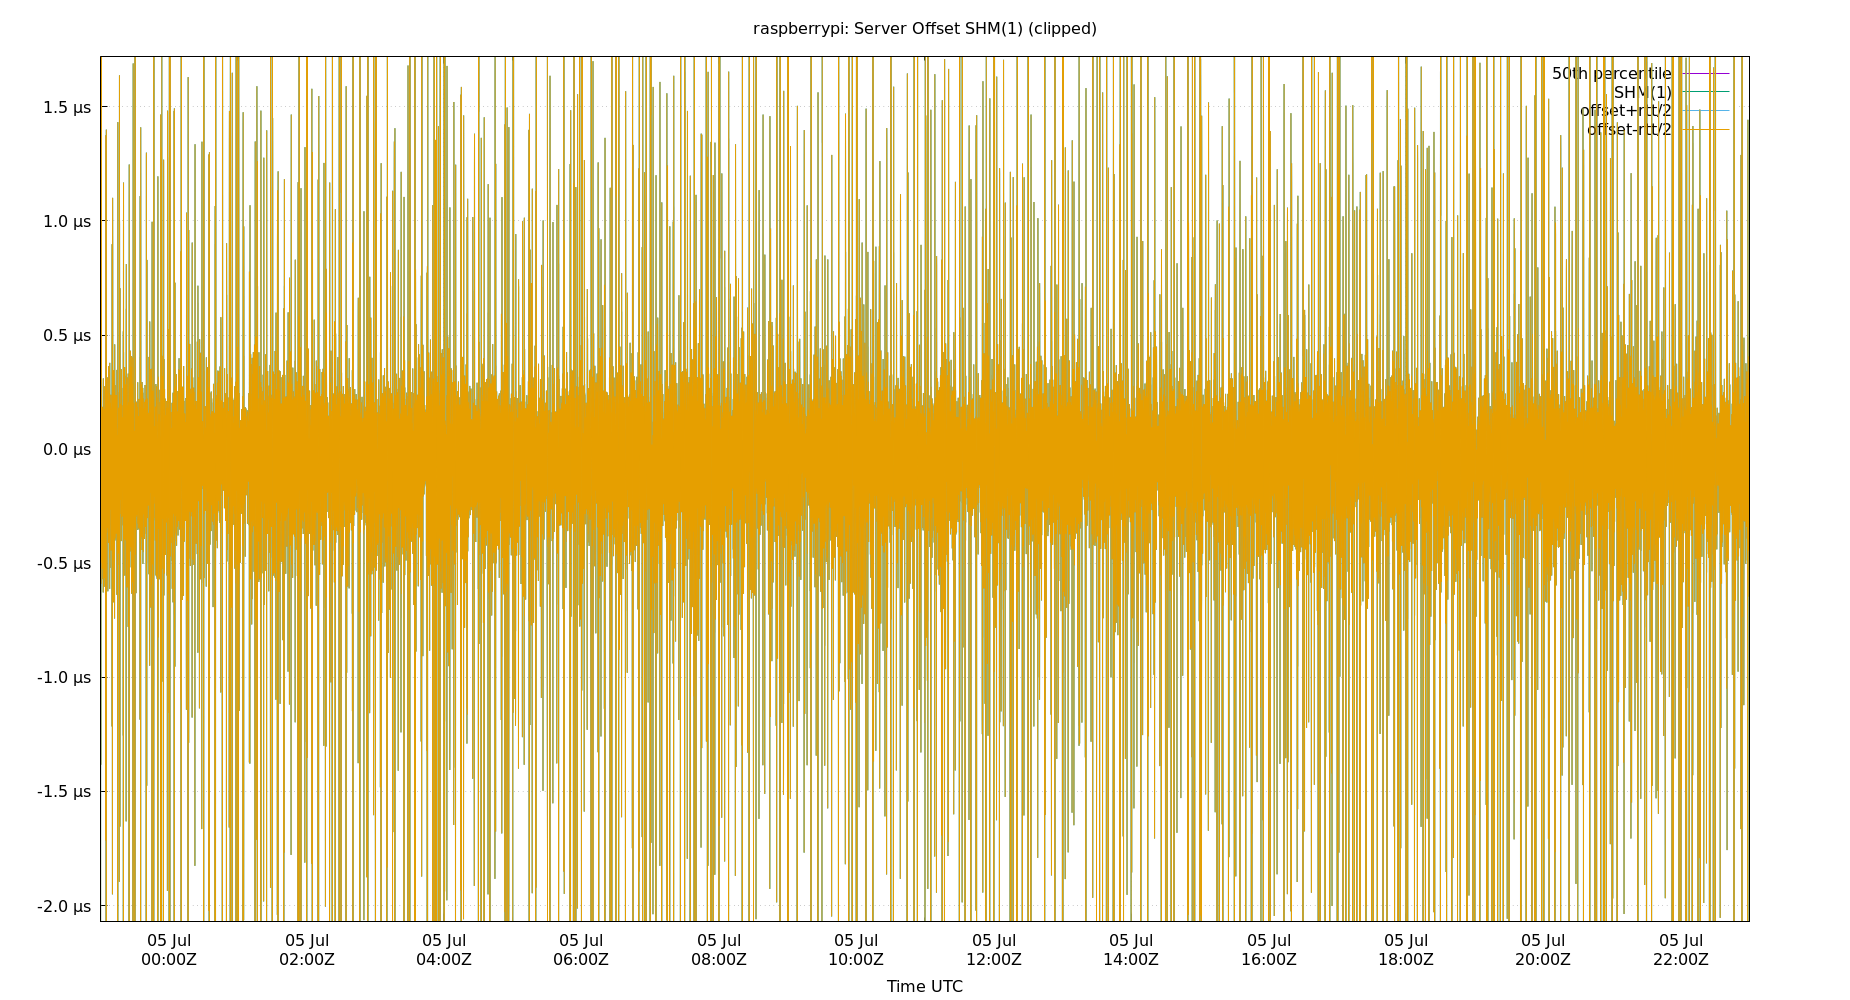 raspberrypi: Server Offset SHM(1) (clipped)
50th percentile
SHM(1)
offset+rtt/2
offset-rtt/2
1.5 µs
1.0 µs
0.5 µs
0.0 µs
-0.5 µs
-1.0 µs
-1.5 µs
-2.0 µs
05 Jul 05 Jul 05 Jul 05 Jul 05 Jul 05 Jul 05 Jul 05 Jul 05 Jul 05 Jul 05 Jul 05 Jul
00:00Z 02:00Z 04:00Z 06:00Z 08:00Z 10:00Z 12:00Z 14:00Z 16:00Z 18:00Z 20:00Z 22:00Z
Time UTC